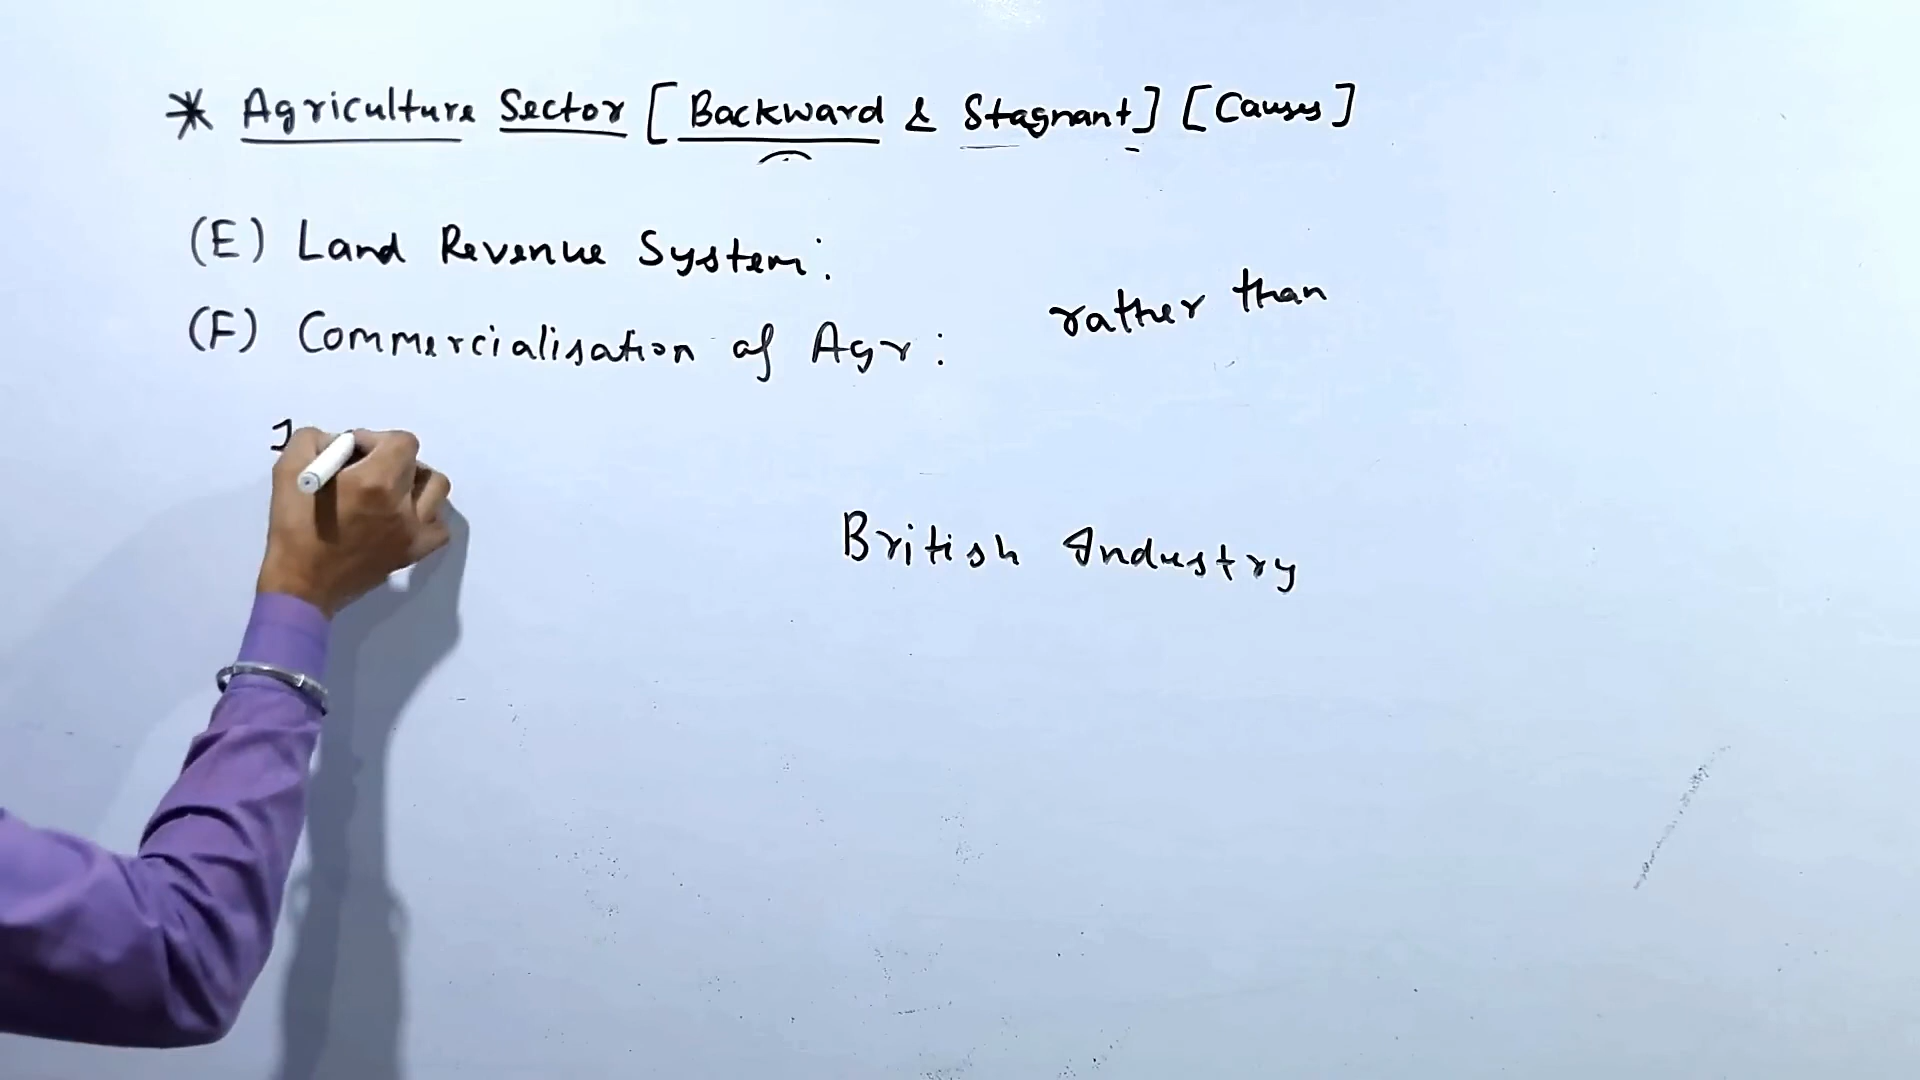 * Agriculture Sector [Backward & Stagnant] [Causes]
(E) Land Revenue System:
rather than
(F) Commercialisation of Agr:
British Industry